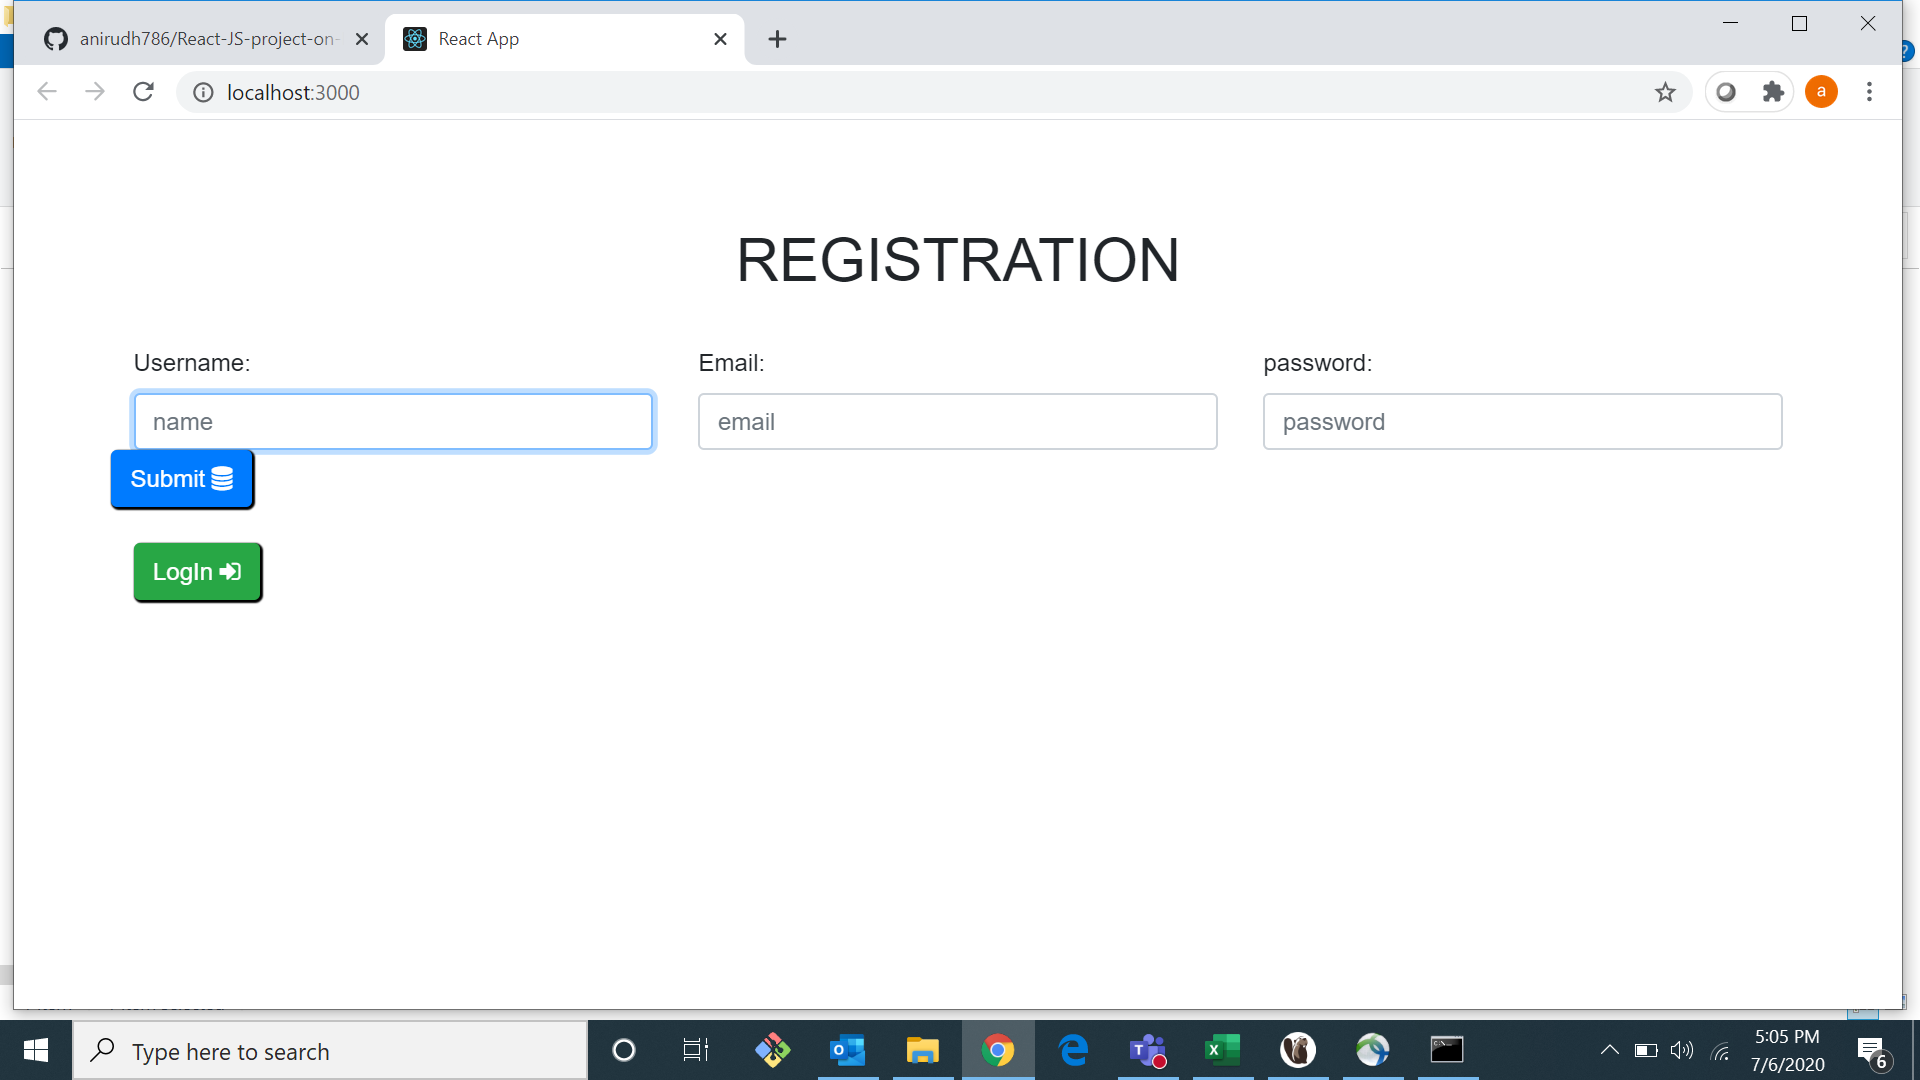 anirudh786/React-JS-project-on-
React App
localhost:3000
a
REGISTRATION
Username:
Email:
password:
name
email
password
Submit
LogIn
Type here to search
5:05 PM
7/6/2020
6